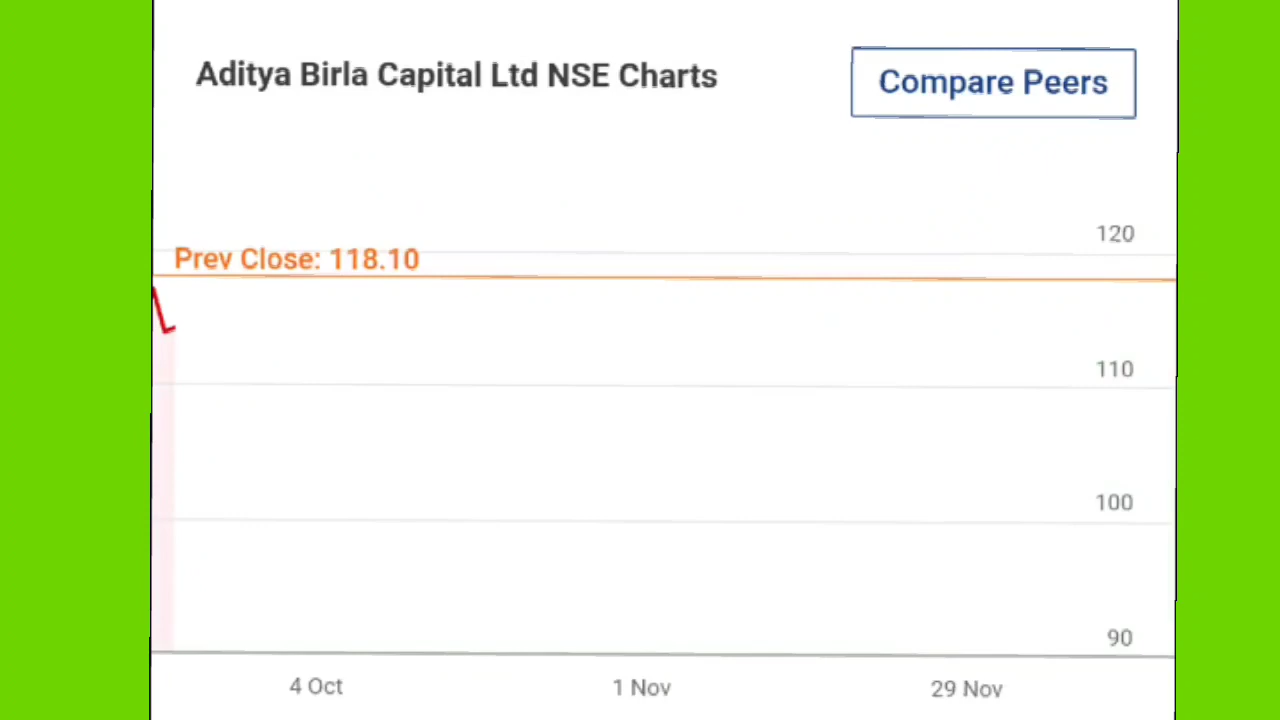 Aditya Birla Capital Ltd NSE Charts
Compare Peers
120
Prev Close: 118.10
110
100
90
4 Oct
1 Nov
29 Nov